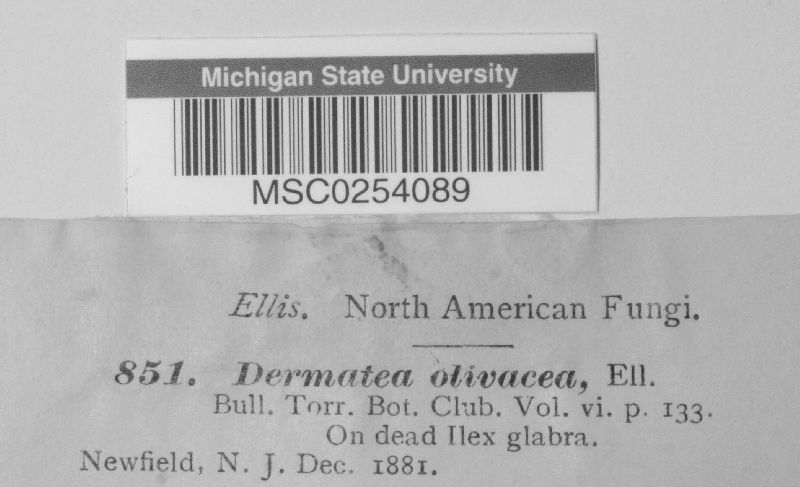 Michigan State University
MSC0254089
Ellis. North American Fungi.
851. Dermatea olivacea, Ell.
Bull. Torr. Bot. Club. Vol. vi. p. 133.
On dead Ilex glabra.
Newfield, N. J. Dec. 1881.